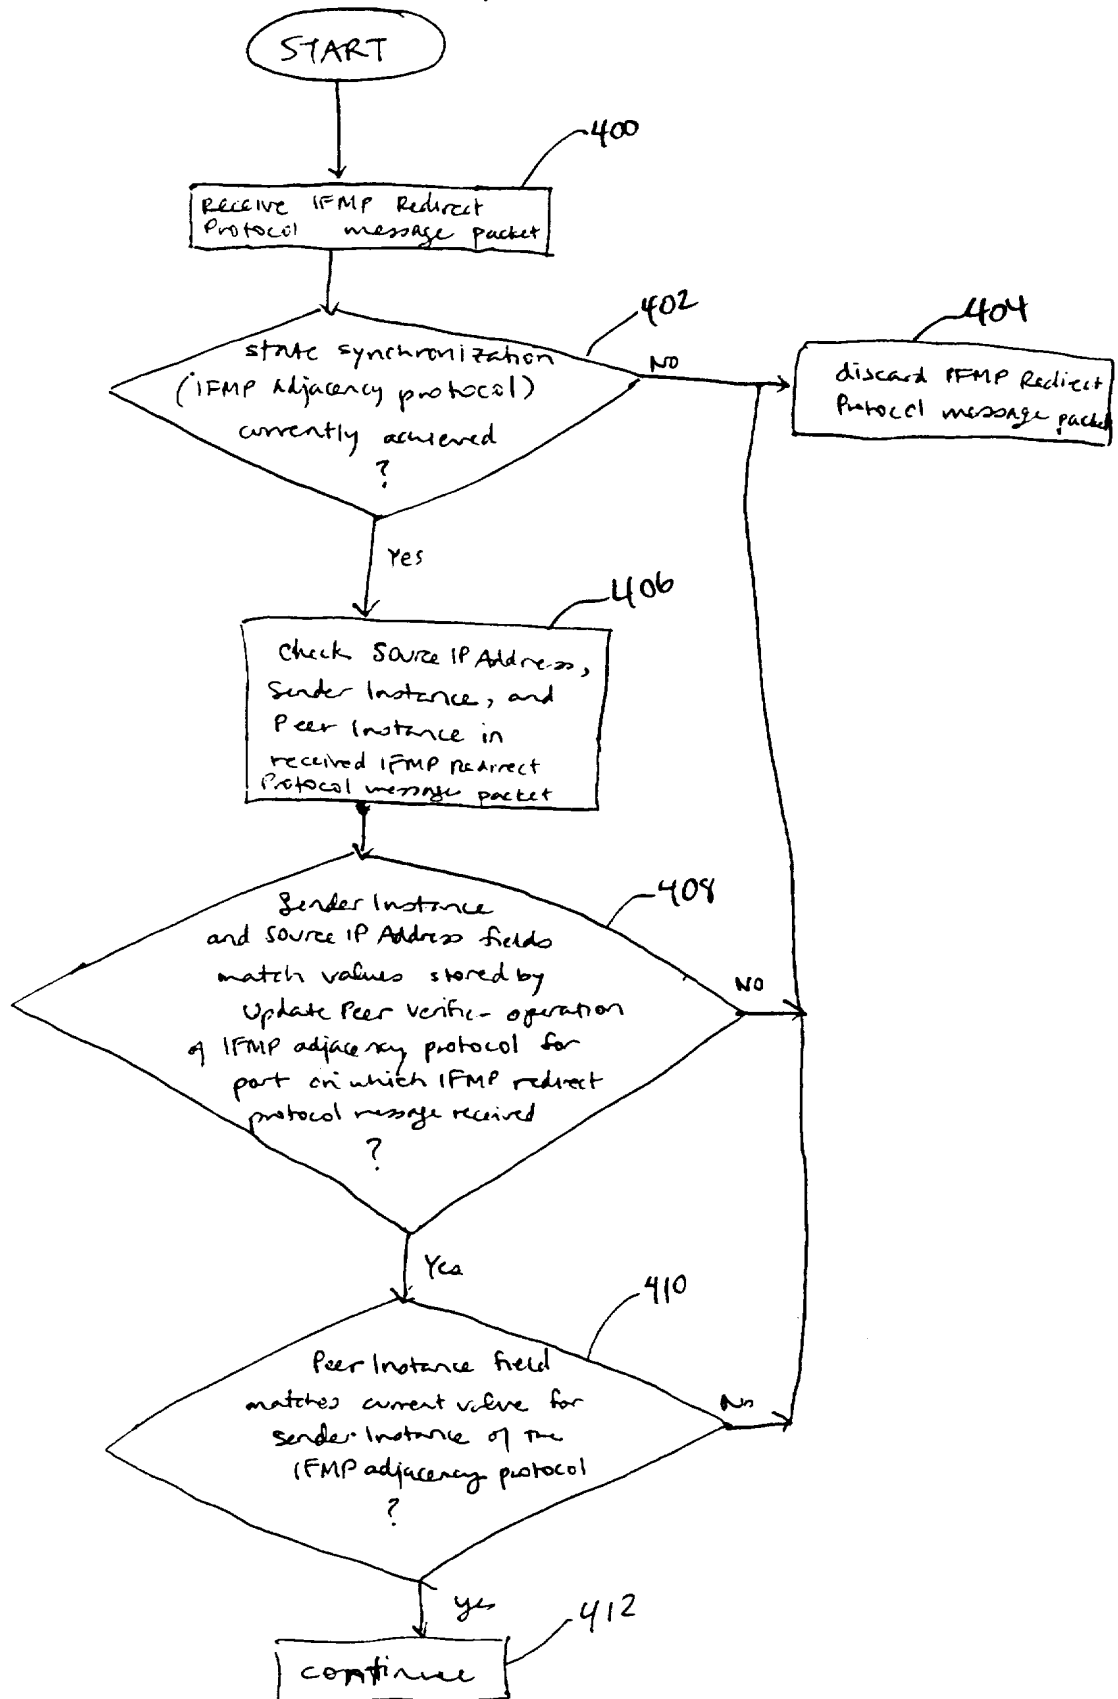 START
400
Receive IFMP Redirect
Protocol message packet
402
state synchronization
(IFMP Adjacency protocol)
currently achieved
?
NO
404
discard IFMP Redirect
Protocol message packet
Yes
406
Check Source IP Address,
Sender Instance, and
Peer Instance in
received IFMP Redirect
Protocol message packet
408
Sender Instance
and Source IP Address fields
match values stored by
Update Peer Verific- operation
of IFMP adjacency protocol for
port on which IFMP redirect
protocol message received
?
NO
Yes
410
Peer Instance field
matches current value for
sender Instance of the
IFMP adjacency protocol
?
No
yes
412
continue